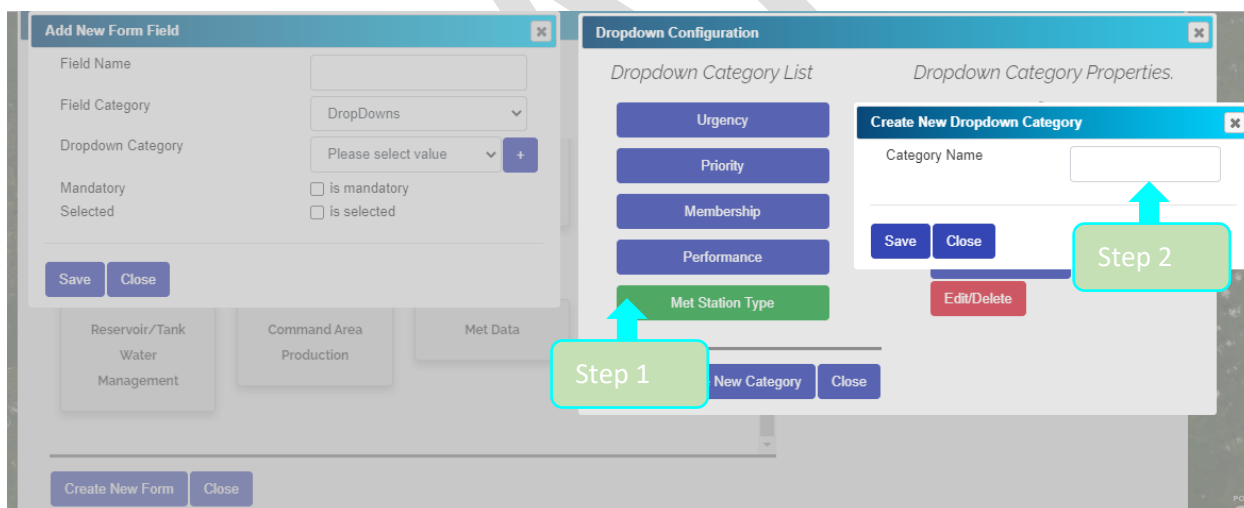 Add New Form Field
Field Name
Field Category
DropDowns
Dropdown Category
Please select value
+
Mandatory
is mandatory
Selected
is selected
Save
Close
Reservoir/Tank
Water
Management
Command Area
Production
Met Data
Create New Form
Close
Dropdown Configuration
Dropdown Category List
Dropdown Category Properties.
Urgency
Priority
Membership
Performance
Met Station Type
New Category
Close
Edit/Delete
Create New Dropdown Category
Category Name
Save
Close
Step 1
Step 2